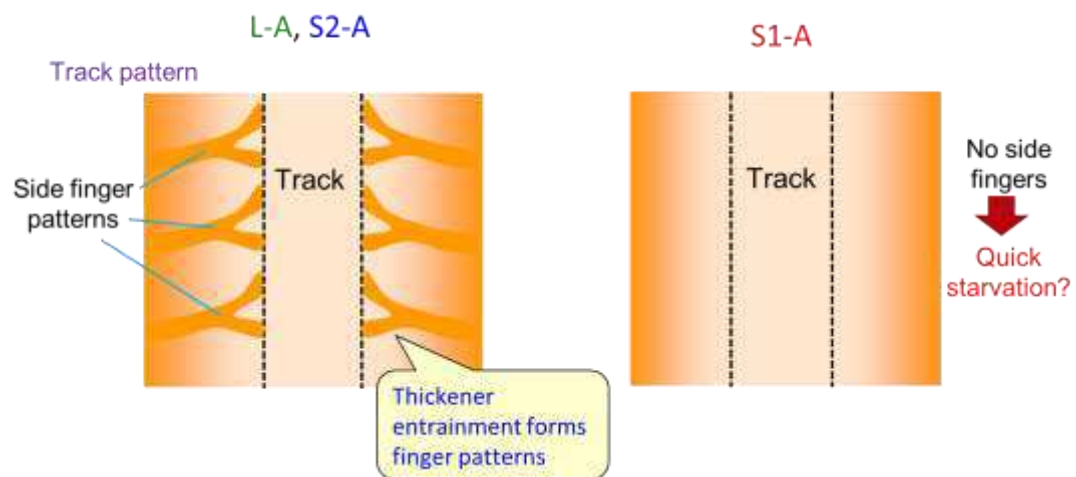 L-A, S2-A
S1-A
Track pattern
Side finger
patterns
Track
Track
No side
fingers
Quick
starvation?
Thickener
entrainment forms
finger patterns